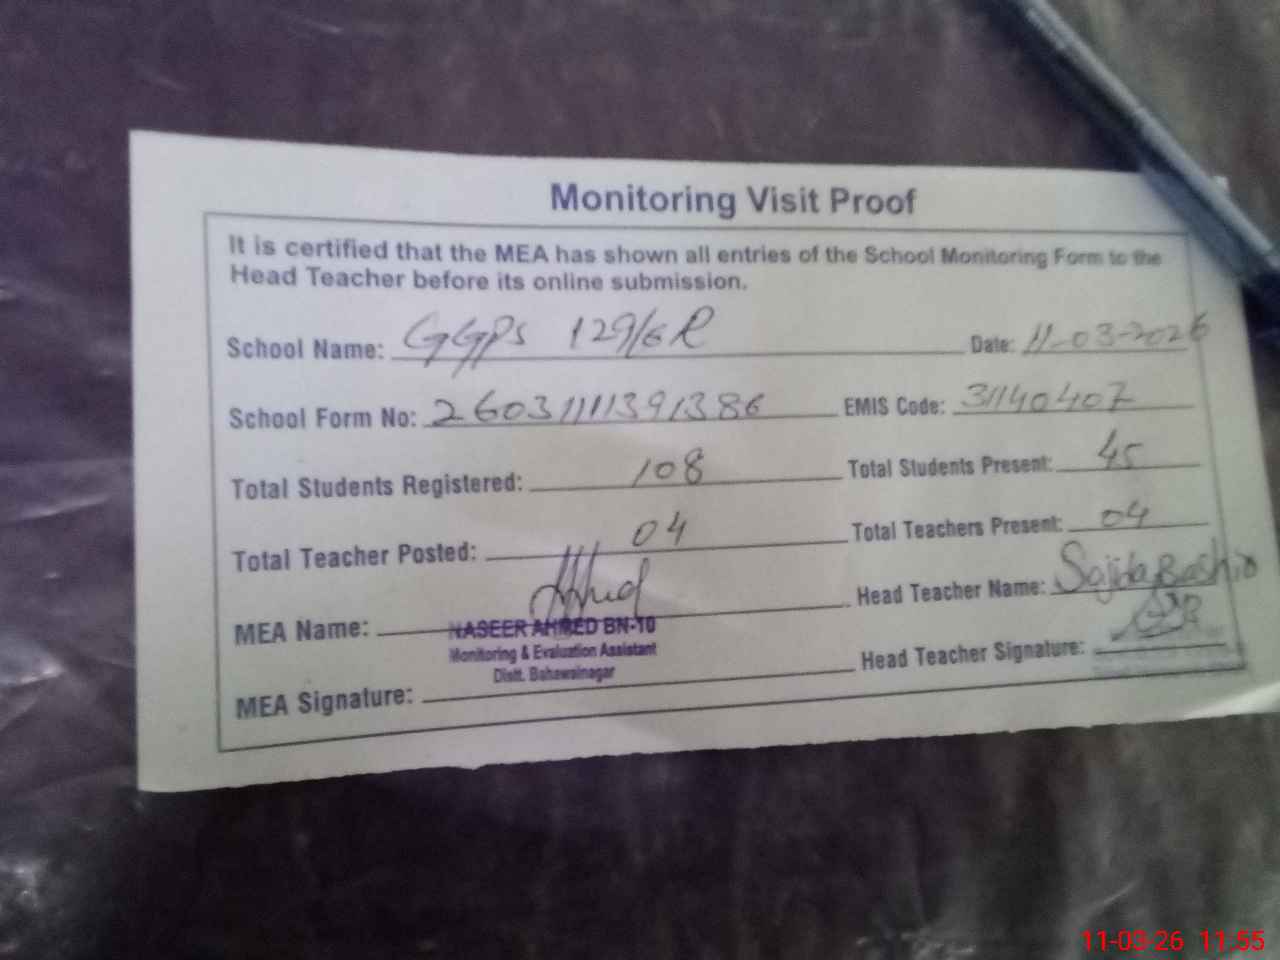 Monitoring Visit Proof
It is certified that the MEA has shown all entries of the School Monitoring Form to the
Head Teacher before its online submission.
School Name: GGPS 129/6R Date: 11-03-2026
School Form No: 26031111391386 EMIS Code: 31140407
Total Students Registered: 108 Total Students Present: 45
Total Teacher Posted: 04 Total Teachers Present: 04
MEA Name: Head Teacher Name: Sajida Bashir
NASEER AHMED BN-10
Monitoring & Evaluation Assistant
Distt. Bahawalnagar
MEA Signature: Head Teacher Signature:
11-03-26 11:55